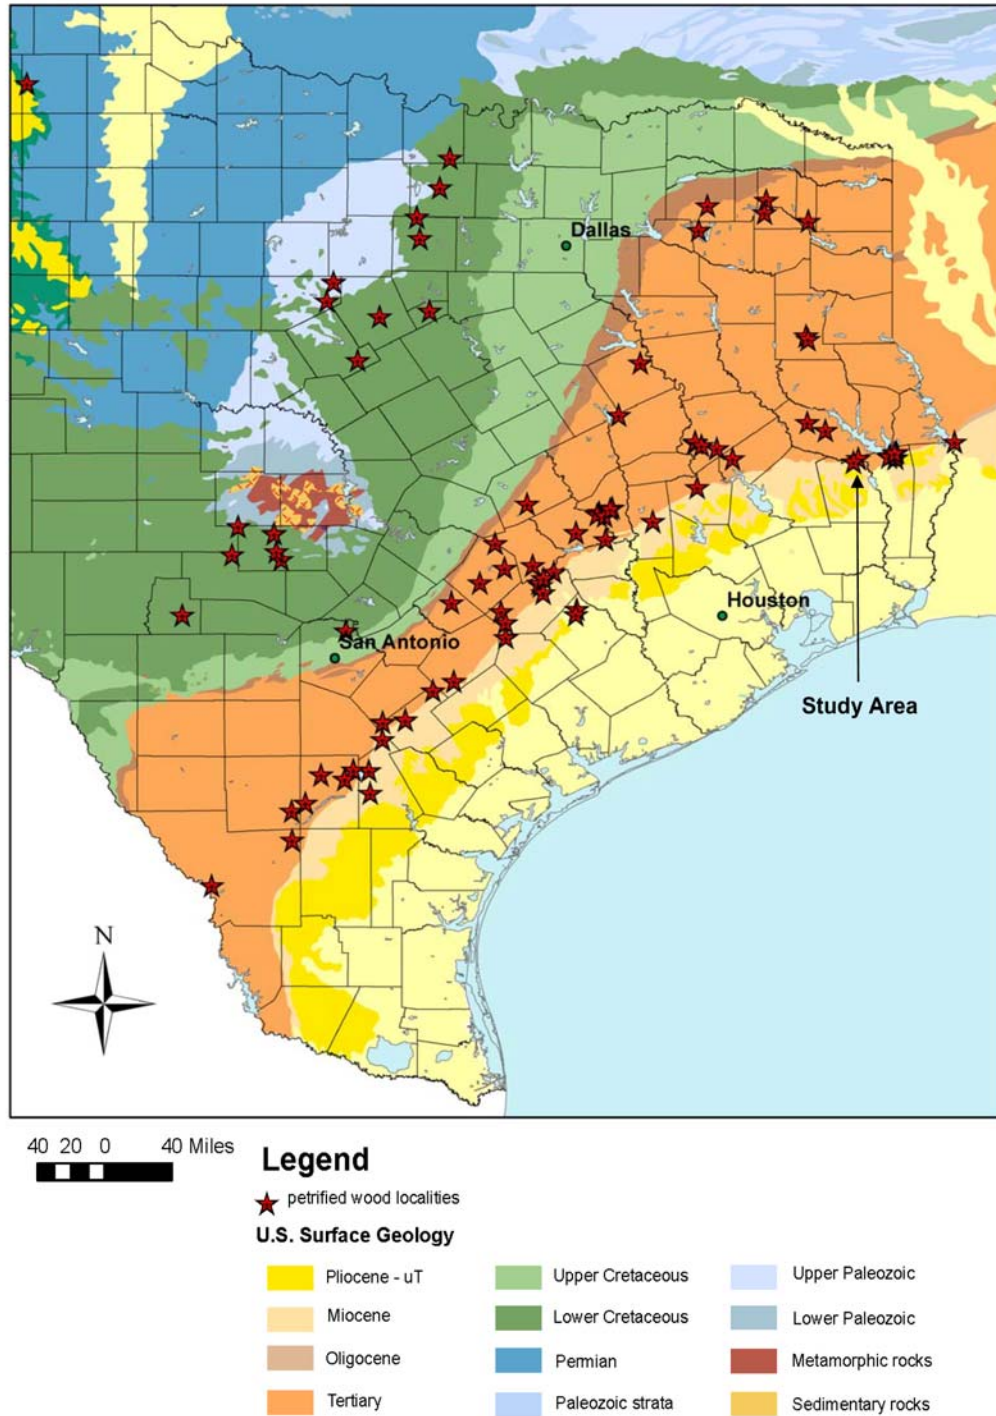 Dallas
Houston
San Antonio
Study Area
N
40 20 0 40 Miles
Legend
petrified wood localities
U.S. Surface Geology
Pliocene - uT
Upper Cretaceous
Upper Paleozoic
Miocene
Lower Cretaceous
Lower Paleozoic
Oligocene
Permian
Metamorphic rocks
Tertiary
Paleozoic strata
Sedimentary rocks